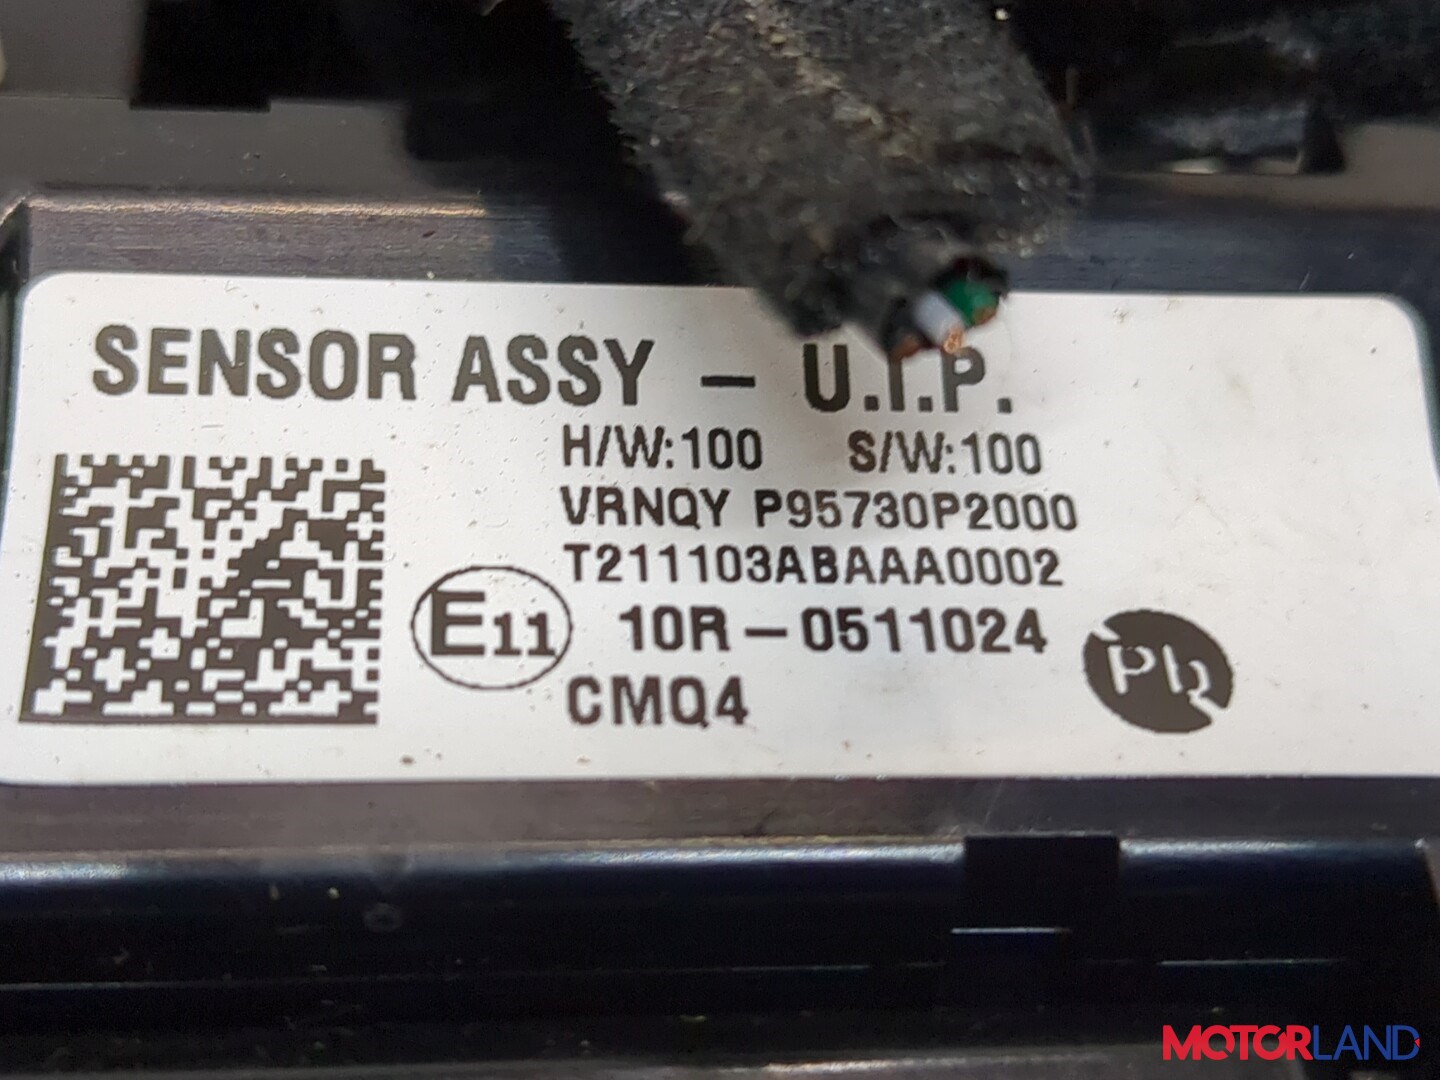 SENSOR ASSY - U.I.P.
H/W:100 S/W:100
VRNQY P95730P2000
T211103ABAAA0002
E11 10R-0511024
CMQ4
Pb
MOTORLAND